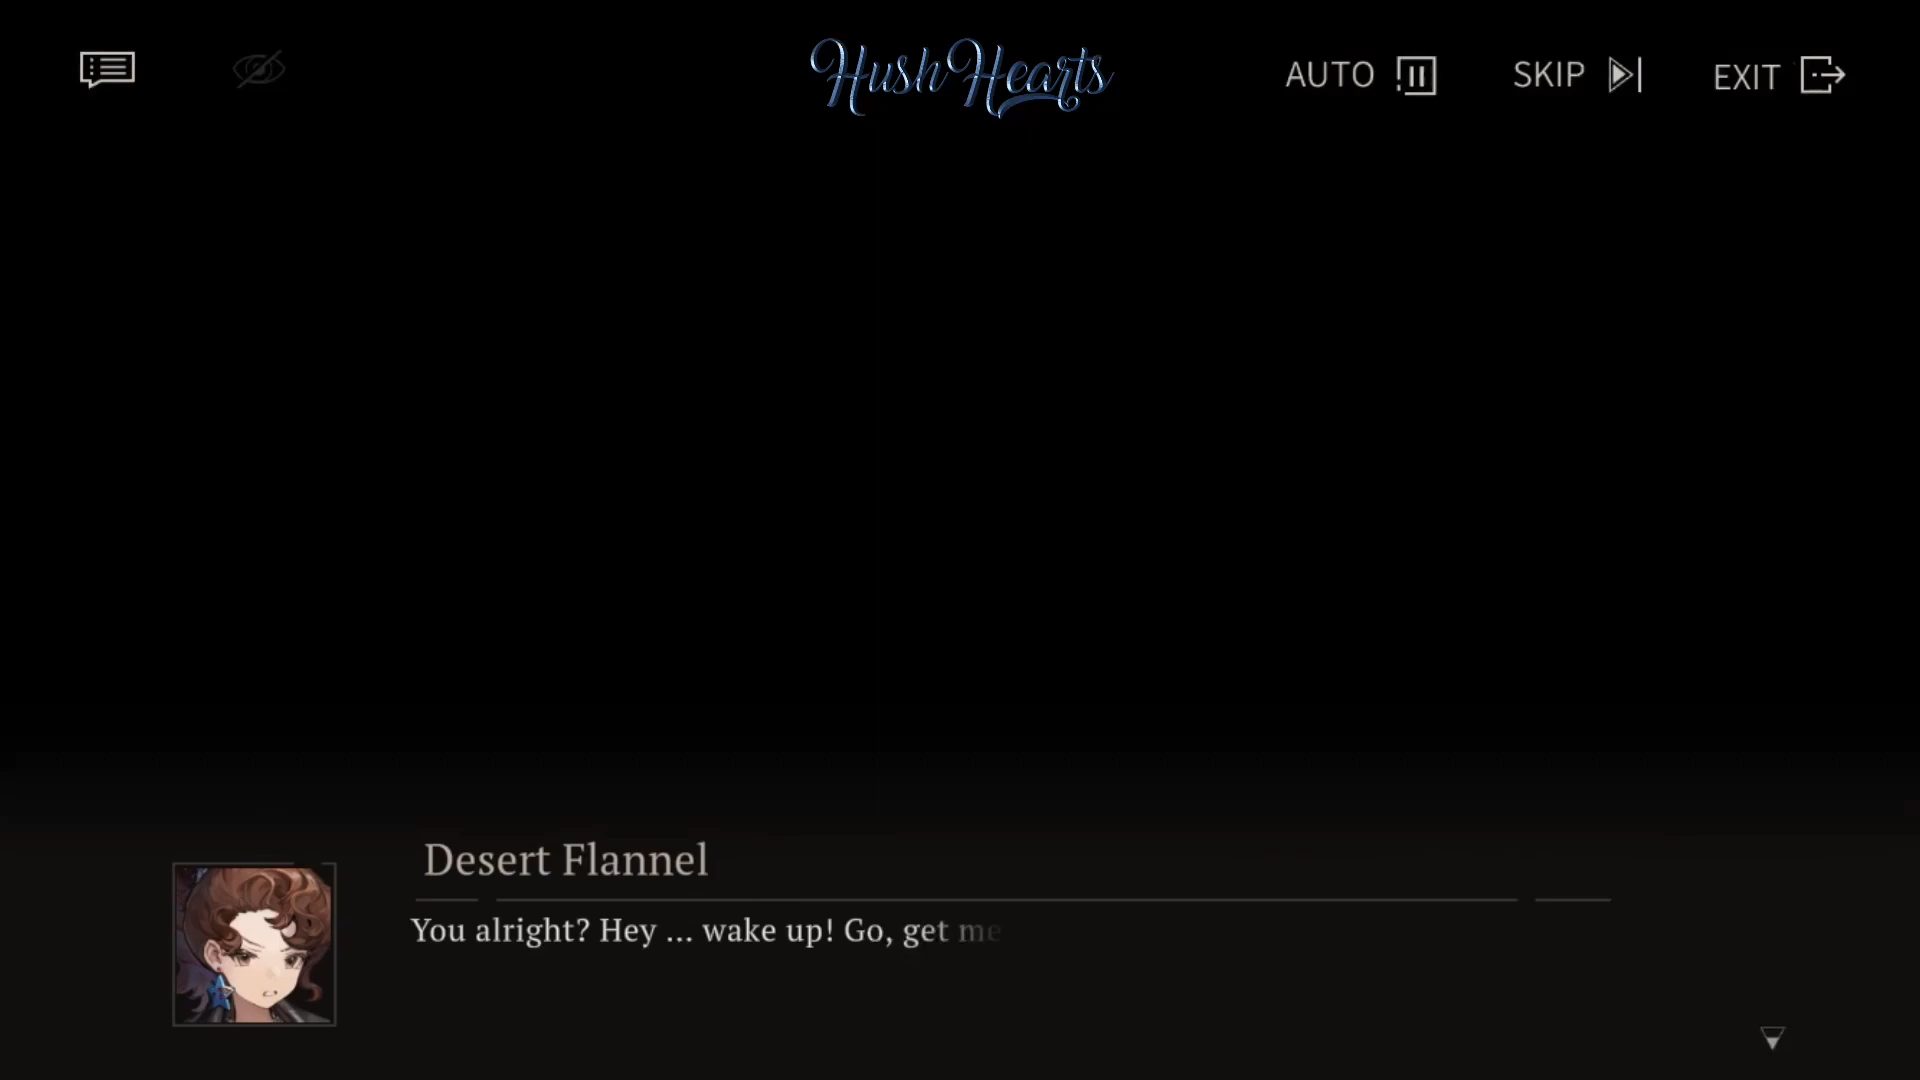 Hush Hearts
AUTO
SKIP
EXIT
Desert Flannel
You alright? Hey ... wake up! Go, get me